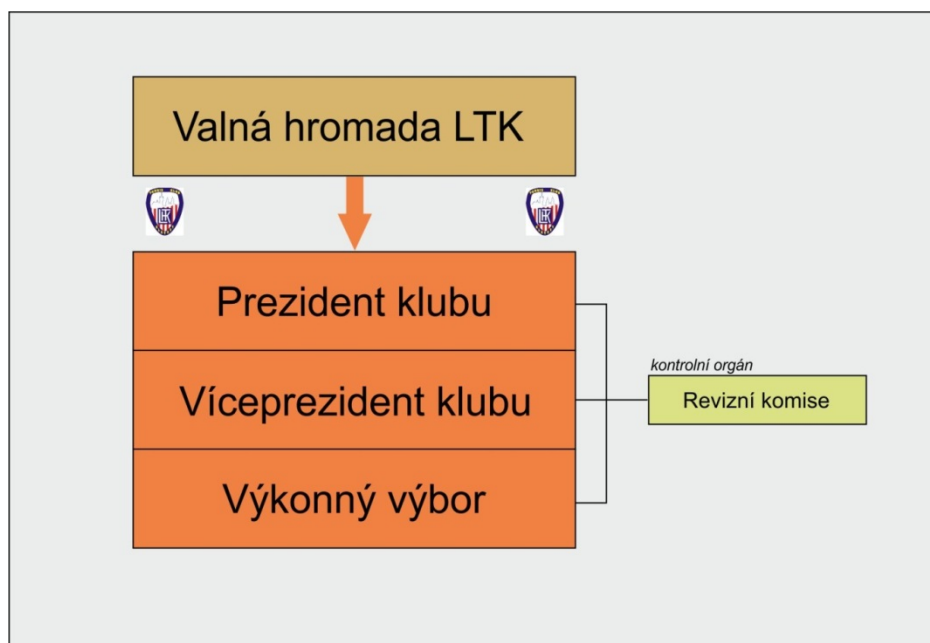 Valná hromada LTK
Prezident klubu
Víceprezident klubu
Výkonný výbor
kontrolní orgán
Revizní komise